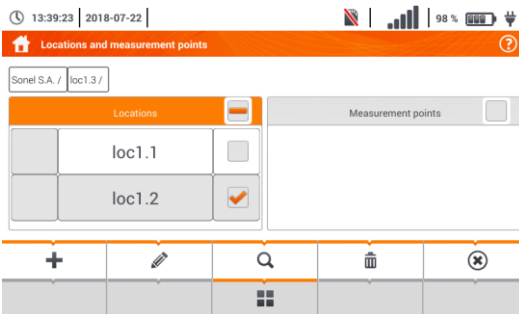 13:39:23 2018-07-22 98 %
Locations and measurement points ?
Sonel S.A. / loc1.3 /
Locations Measurement points
loc1.1
loc1.2